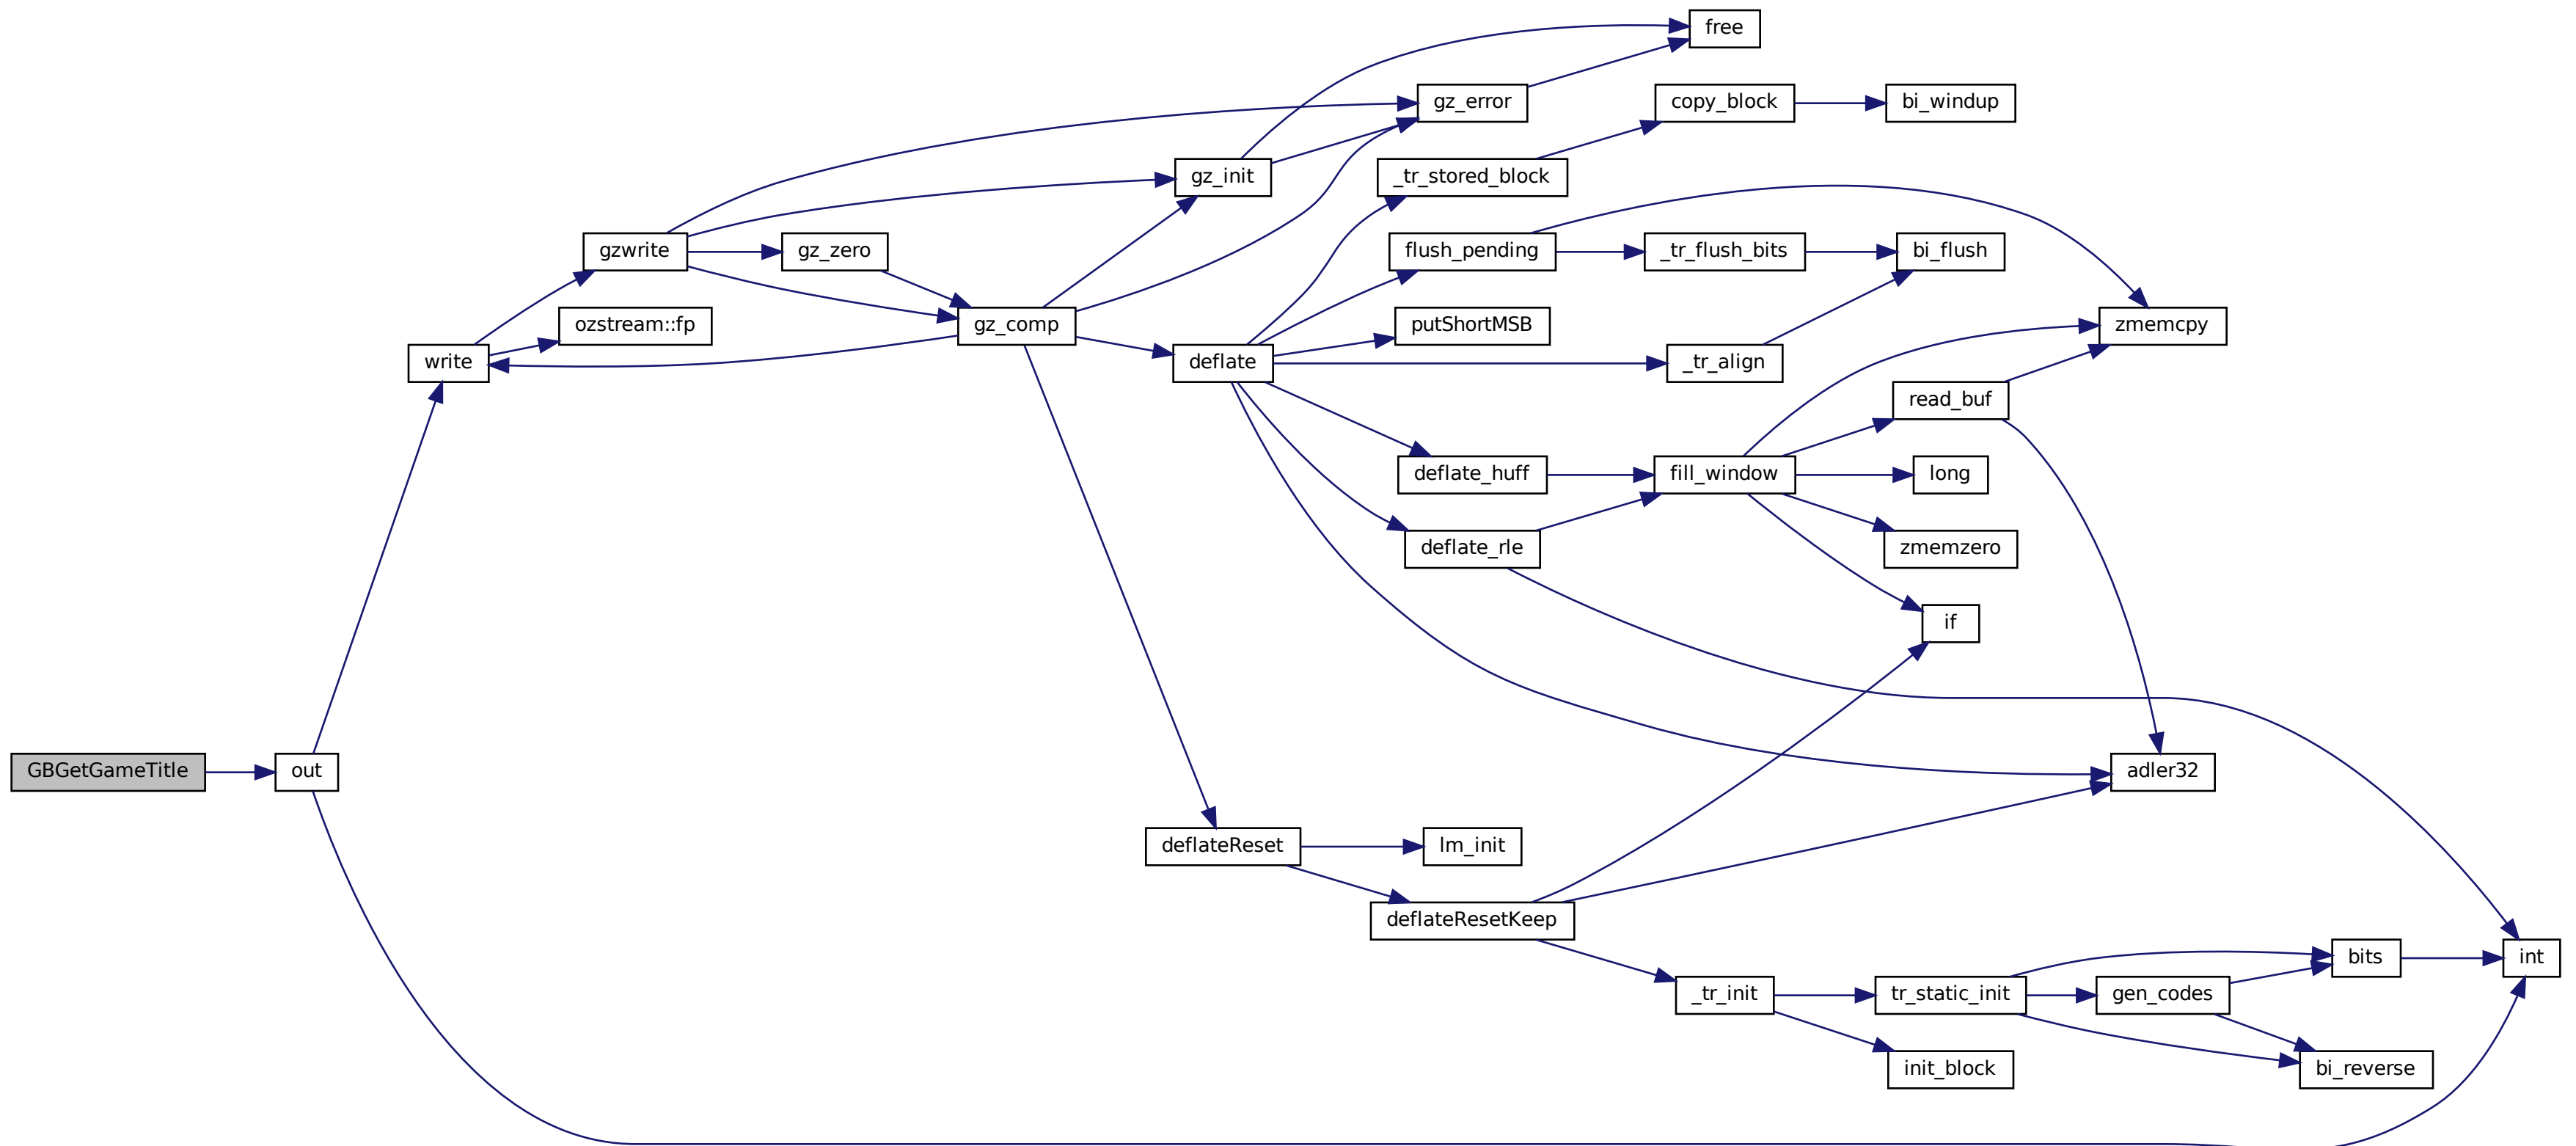 free
gz_error
copy_block
bi_windup
gz_init
_tr_stored_block
gzwrite
gz_zero
flush_pending
_tr_flush_bits
bi_flush
ozstream::fp
gz_comp
putShortMSB
zmemcpy
write
deflate
_tr_align
read_buf
deflate_huff
fill_window
long
deflate_rle
zmemzero
if
GBGetGameTitle
out
adler32
deflateReset
lm_init
deflateResetKeep
bits
int
_tr_init
tr_static_init
gen_codes
init_block
bi_reverse